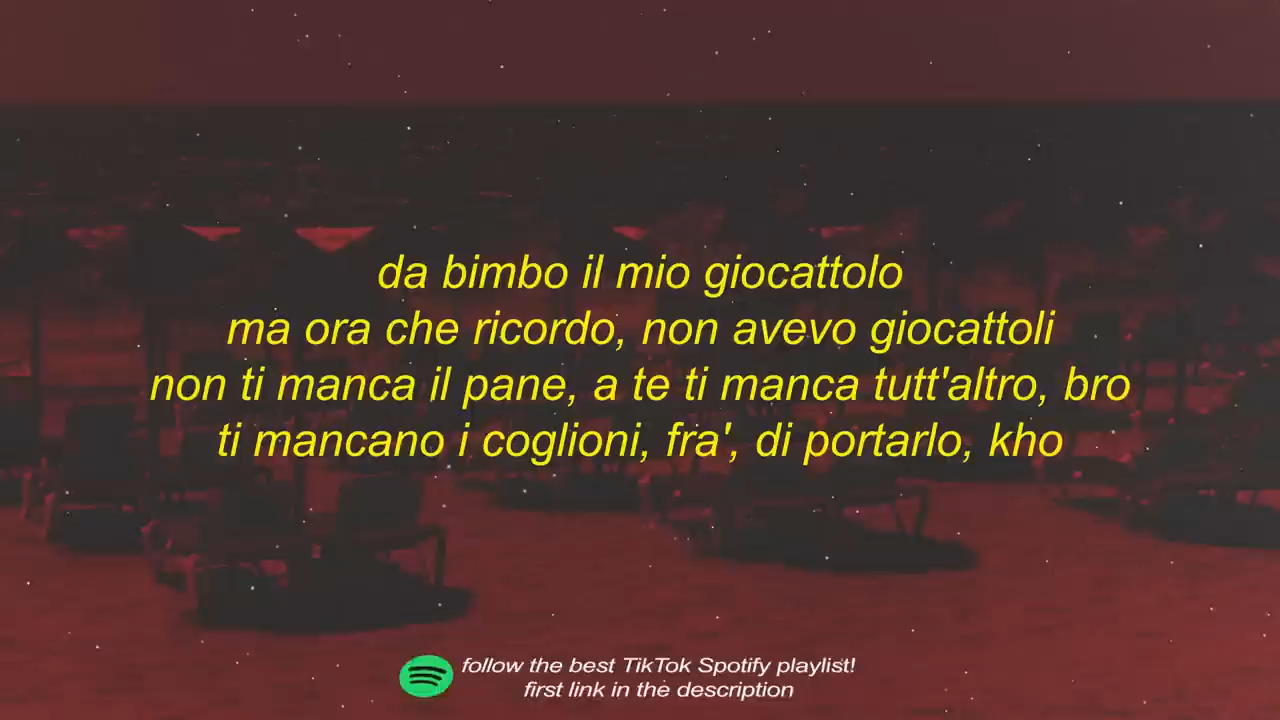 da bimbo il mio giocattolo
ma ora che ricordo, non avevo giocattoli
non ti manca il pane, a te ti manca tutt'altro, bro
ti mancano i coglioni, fra', di portarlo, kho
follow the best TikTok Spotify playlist!
first link in the description